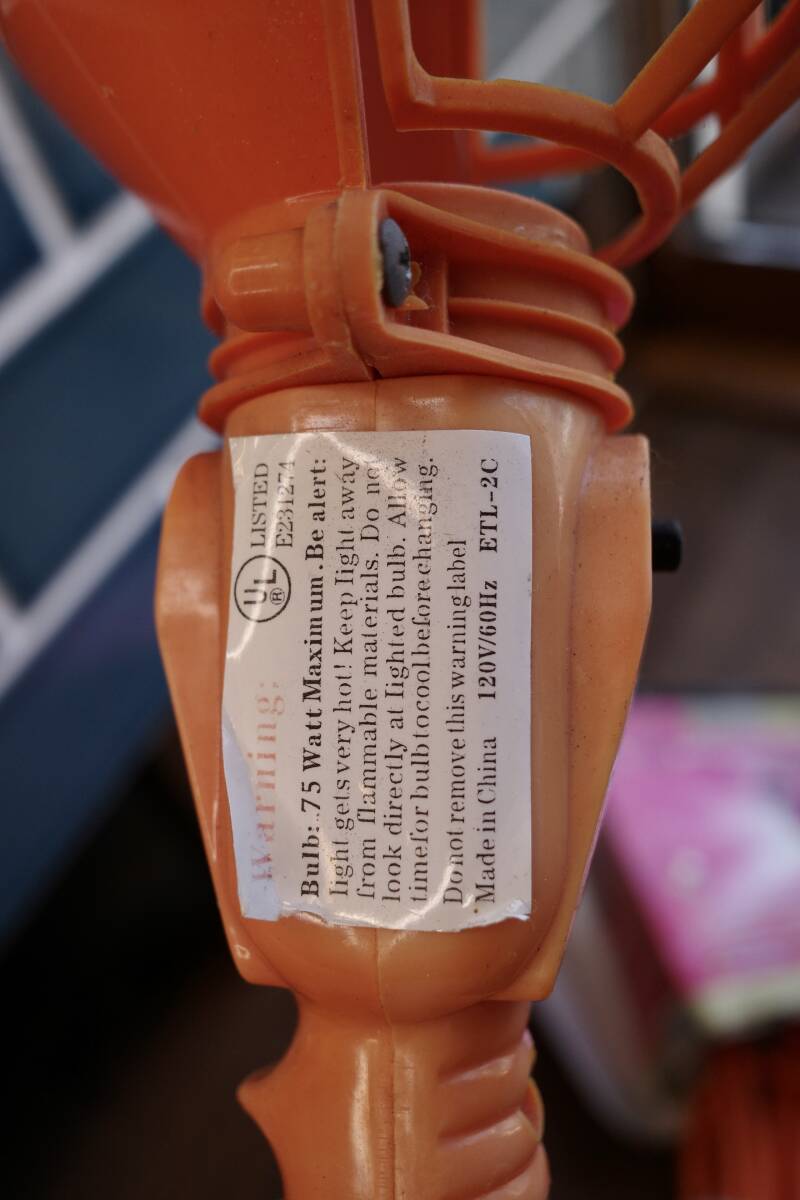 Warning:
UL ® LISTED
E231274
Bulb: 75 Watt Maximun. Be alert:
light gets very hot! Keep light away
from flammable materials. Do not
look directly at lighted bulb. Allow
time for bulb to cool before changing.
Do not remove this warning label
Made in China 120V/60Hz ETL-2C